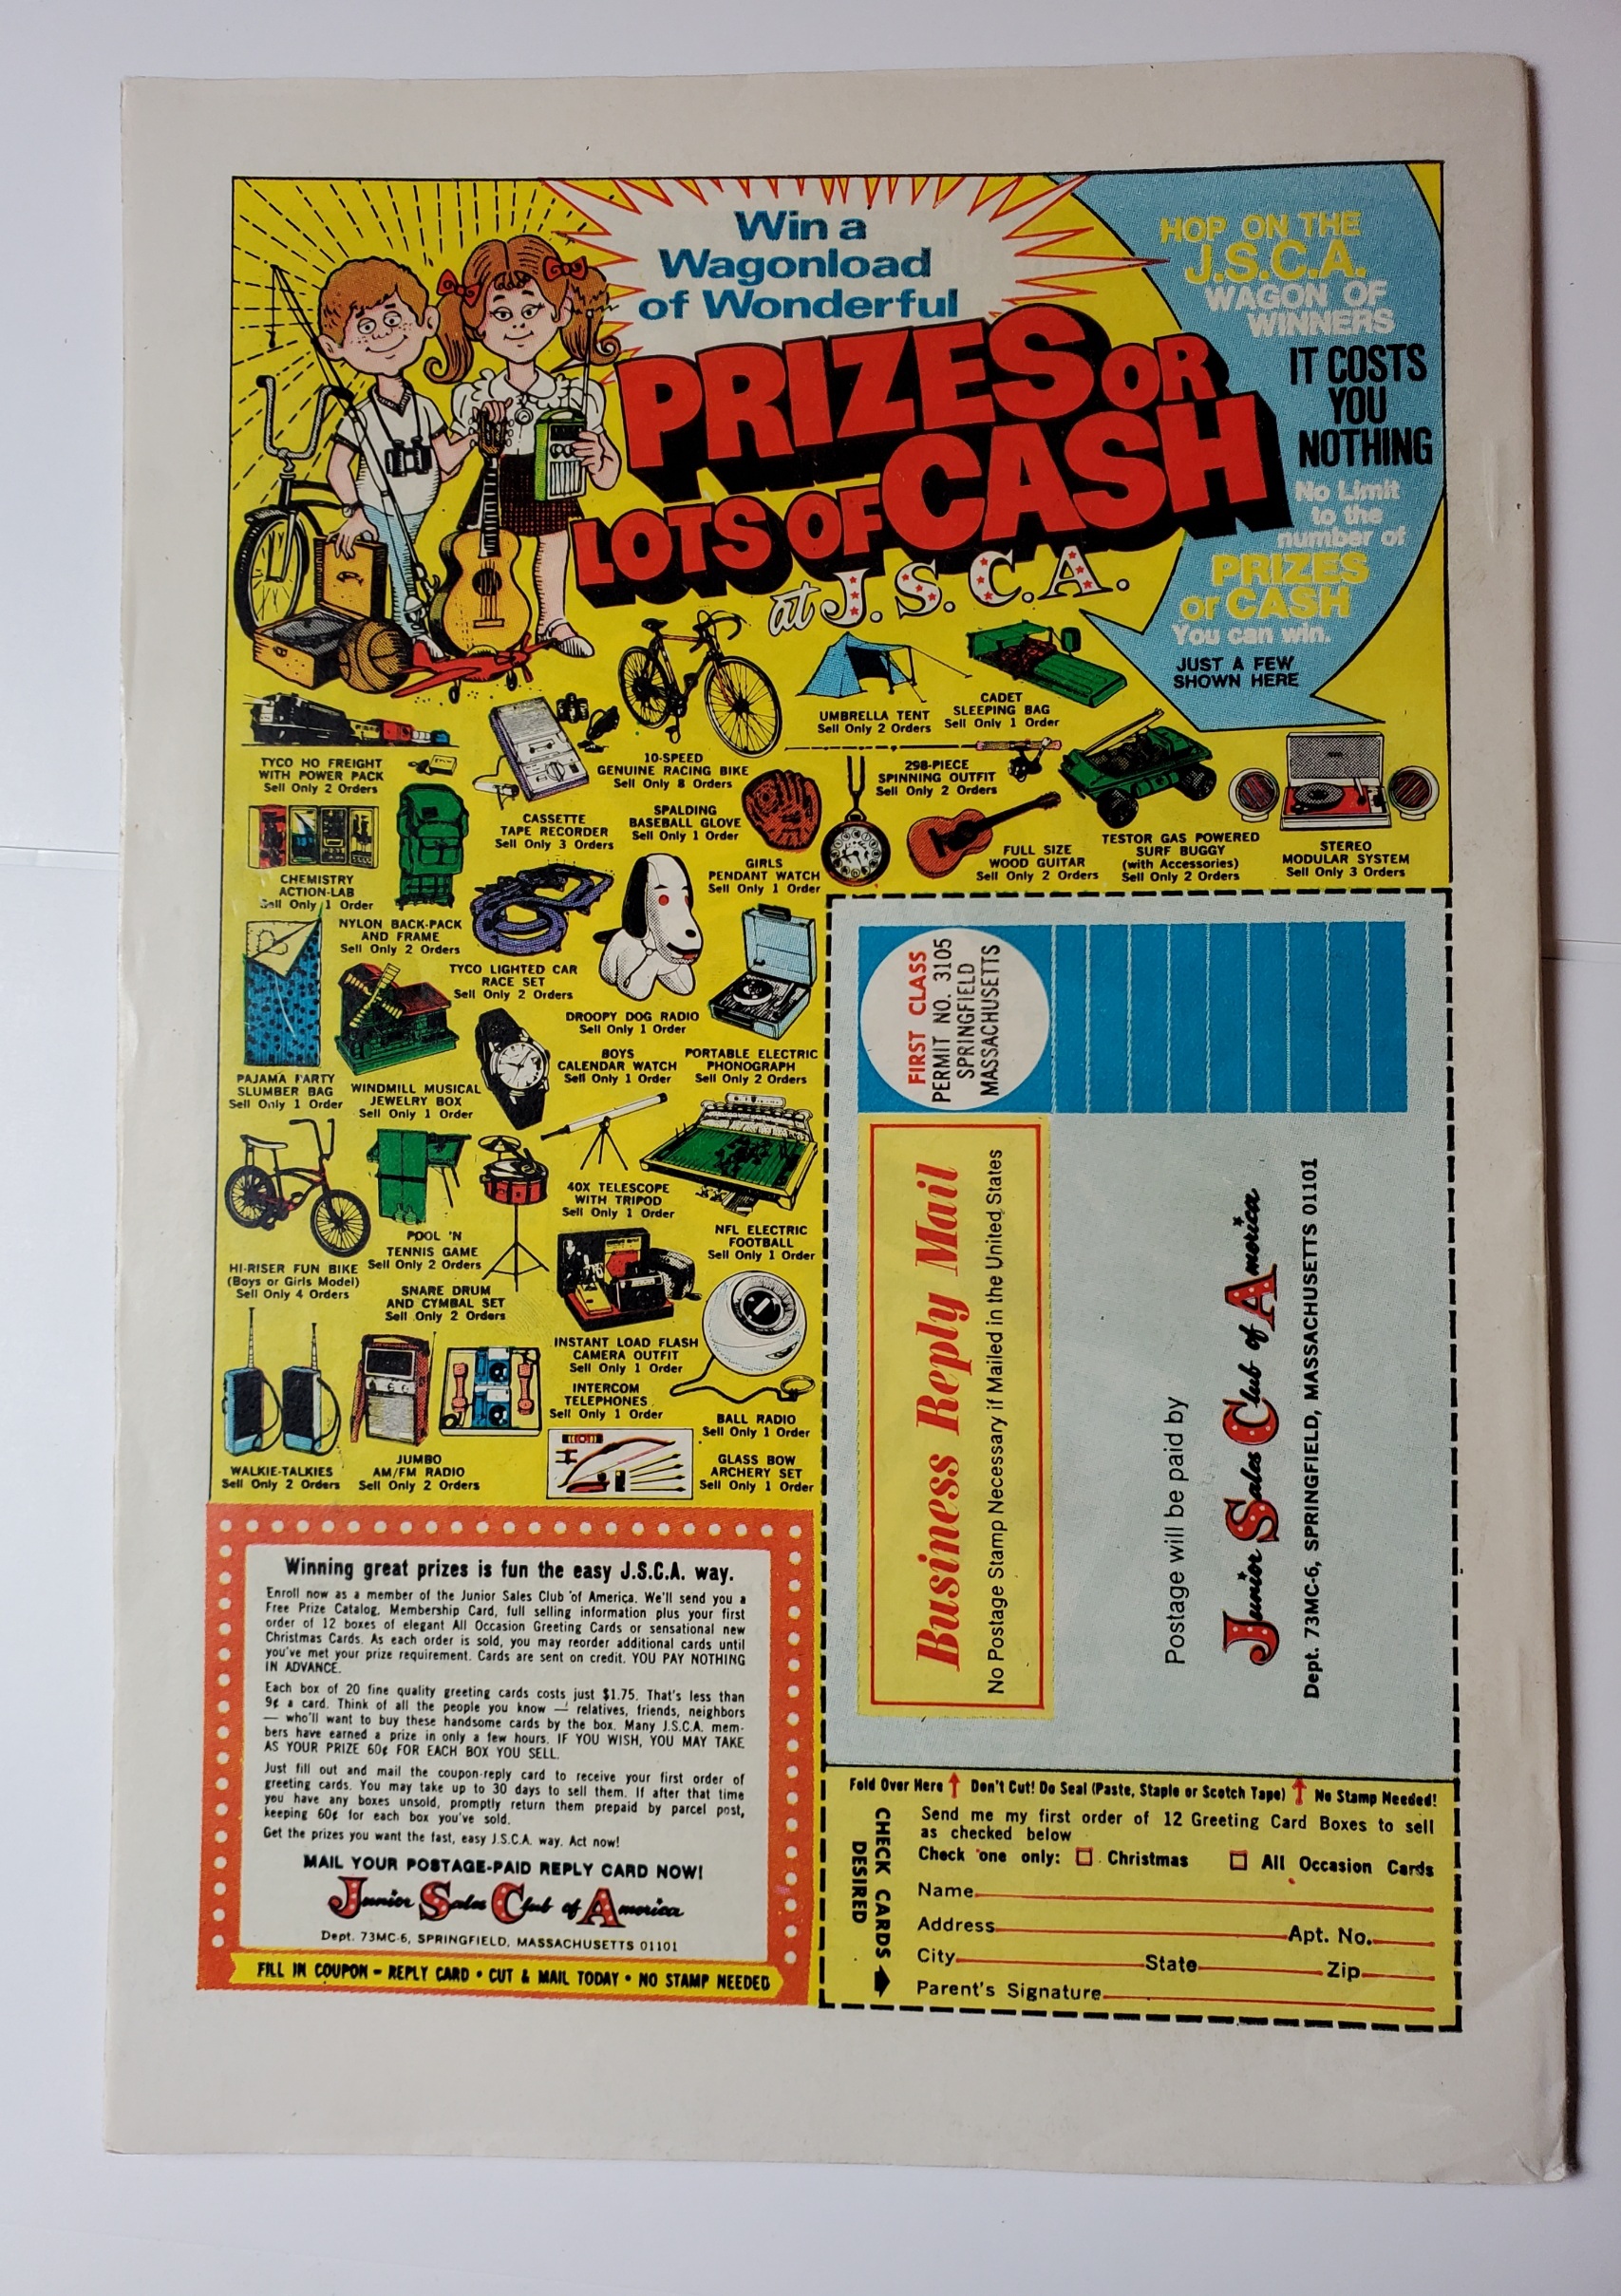 Win a
Wagonload
of Wonderful
PRIZES OR
LOTS OF CASH
at J.S.C.A.
HOP ON THE
J.S.C.A.
WAGON OF
WINNERS
IT COSTS
YOU
NOTHING
No Limit
to the
number of
PRIZES
or CASH
You can win.
JUST A FEW
SHOWN HERE
TYCO HO FREIGHT
WITH POWER PACK
Sell Only 2 Orders
CASSETTE
TAPE RECORDER
Sell Only 3 Orders
10-SPEED
GENUINE RACING BIKE
Sell Only 8 Orders
UMBRELLA TENT
Sell Only 2 Orders
CADET
SLEEPING BAG
Sell Only 1 Order
SPALDING
BASEBALL GLOVE
Sell Only 1 Order
298-PIECE
SPINNING OUTFIT
Sell Only 2 Orders
GIRLS
PENDANT WATCH
Sell Only 1 Order
FULL SIZE
WOOD GUITAR
Sell Only 2 Orders
TESTOR GAS POWERED
SURF BUGGY
(with Accessories)
Sell Only 2 Orders
STEREO
MODULAR SYSTEM
Sell Only 3 Orders
CHEMISTRY
ACTION-LAB
Sell Only 1 Order
NYLON BACK-PACK
AND FRAME
Sell Only 2 Orders
TYCO LIGHTED CAR
RACE SET
Sell Only 2 Orders
DROOPY DOG RADIO
Sell Only 1 Order
PAJAMA PARTY
SLUMBER BAG
Sell Only 1 Order
WINDMILL MUSICAL
JEWELRY BOX
Sell Only 1 Order
BOYS
CALENDAR WATCH
Sell Only 1 Order
PORTABLE ELECTRIC
PHONOGRAPH
Sell Only 2 Orders
HI-RISER FUN BIKE
(Boys or Girls Model)
Sell Only 4 Orders
POOL 'N
TENNIS GAME
Sell Only 2 Orders
SNARE DRUM
AND CYMBAL SET
Sell Only 2 Orders
40X TELESCOPE
WITH TRIPOD
Sell Only 1 Order
NFL ELECTRIC
FOOTBALL
Sell Only 1 Order
INSTANT LOAD FLASH
CAMERA OUTFIT
Sell Only 1 Order
INTERCOM
TELEPHONES
Sell Only 1 Order
BALL RADIO
Sell Only 1 Order
WALKIE-TALKIES
Sell Only 2 Orders
JUMBO
AM/FM RADIO
Sell Only 2 Orders
GLASS BOW
ARCHERY SET
Sell Only 1 Order
Winning great prizes is fun the easy J.S.C.A. way.
Enroll now as a member of the Junior Sales Club of America. We'll send you a
Free Prize Catalog, Membership Card, full selling information plus your first
order of 12 boxes of elegant All Occasion Greeting Cards or sensational new
Christmas Cards. As each order is sold, you may reorder additional cards until
you've met your prize requirement. Cards are sent on credit. YOU PAY NOTHING
IN ADVANCE.
Each box of 20 fine quality greeting cards costs just $1.75. That's less than
9¢ a card. Think of all the people you know — relatives, friends, neighbors
— who'll want to buy these handsome cards by the box. Many J.S.C.A. mem-
bers have earned a prize in only a few hours. IF YOU WISH, YOU MAY TAKE
AS YOUR PRIZE 60¢ FOR EACH BOX YOU SELL.
Just fill out and mail the coupon-reply card to receive your first order of
greeting cards. You may take up to 30 days to sell them. If after that time
you have any boxes unsold, promptly return them prepaid by parcel post,
keeping 60¢ for each box you've sold.
Get the prizes you want the fast, easy J.S.C.A. way. Act now!
MAIL YOUR POSTAGE-PAID REPLY CARD NOW!
Junior Sales Club of America
Dept. 73MC-6, SPRINGFIELD, MASSACHUSETTS 01101
FILL IN COUPON – REPLY CARD • CUT & MAIL TODAY • NO STAMP NEEDED
FIRST CLASS
PERMIT NO. 3105
SPRINGFIELD
MASSACHUSETTS
Business Reply Mail
No Postage Stamp Necessary if Mailed in the United States
Postage will be paid by
Junior Sales Club of America
Dept. 73MC-6, SPRINGFIELD, MASSACHUSETTS 01101
Fold Over Here ↑ Don't Cut! Do Seal (Paste, Staple or Scotch Tape) ↑ No Stamp Needed!
CHECK CARDS
DESIRED
Send me my first order of 12 Greeting Card Boxes to sell
as checked below
Check one only: □ Christmas □ All Occasion Cards
Name
Address Apt. No.
City State Zip
Parent's Signature